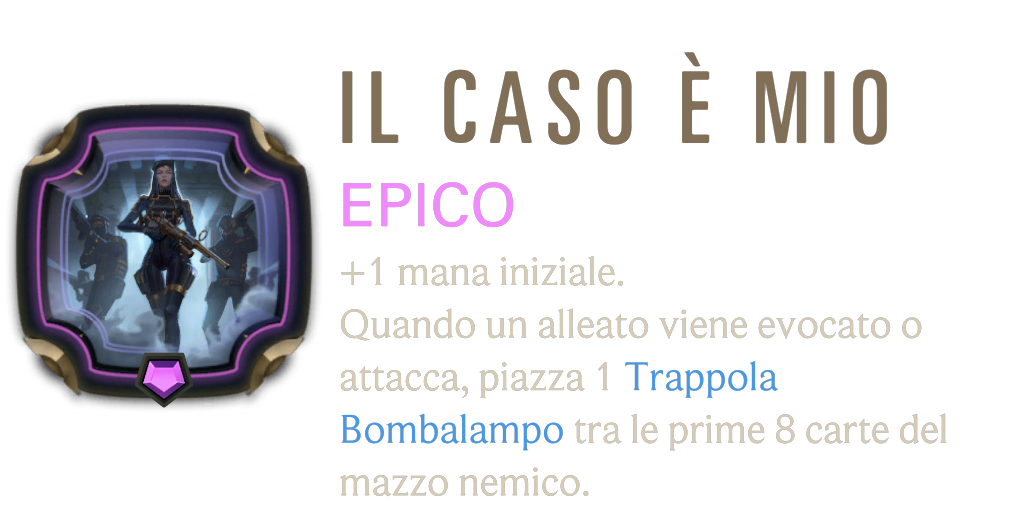 IL CASO È MIO
EPICO
+1 mana iniziale.
Quando un alleato viene evocato o
attacca, piazza 1 Trappola
Bombalampo tra le prime 8 carte del
mazzo nemico.